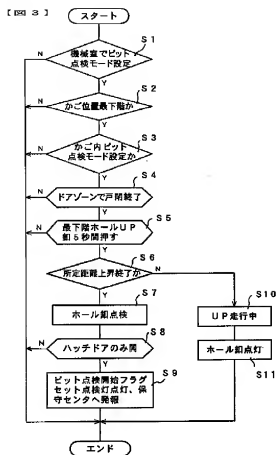 [図 3]
スタート
S1
機械室でピット
点検モード設定
N
Y
S2
かご位置最下階か
N
Y
S3
かご内ピット
点検モード設定か
N
Y
S4
ドアゾーンで戸閉終了
N
Y
S5
最下階ホールUP
釦5秒間押す
N
Y
S6
所定距離上昇終了か
N
Y
S7
ホール釦点検
S8
ハッチドアのみ開
N
Y
S9
ピット点検開始フラグ
セット点検灯点灯、保
守センタへ発報
S10
UP走行中
S11
ホール釦点灯
エンド